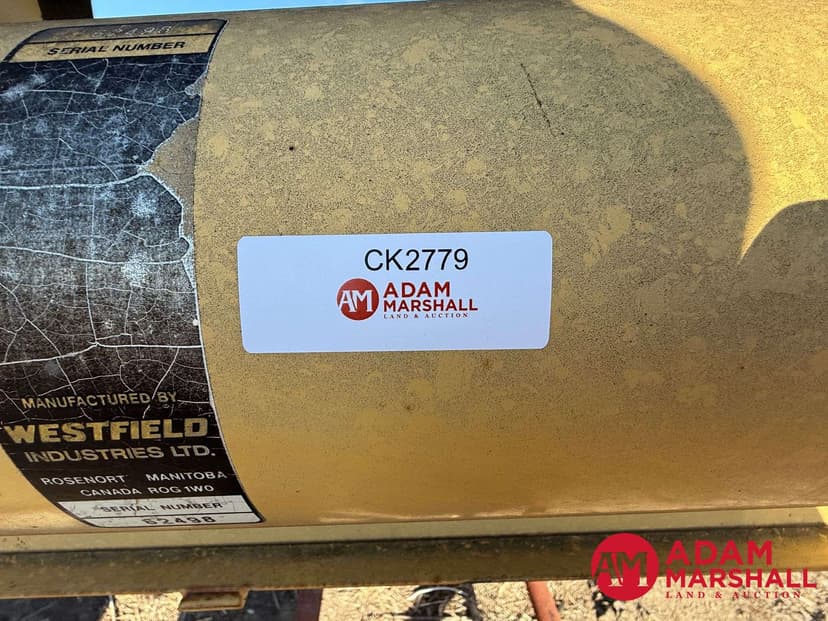 SERIAL NUMBER
MANUFACTURED BY
WESTFIELD
INDUSTRIES LTD.
ROSENORT MANITOBA
CANADA ROG 1W0
SERIAL NUMBER
52498
CK2779
AM ADAM
MARSHALL
LAND & AUCTION
AM ADAM
MARSHALL
LAND & AUCTION